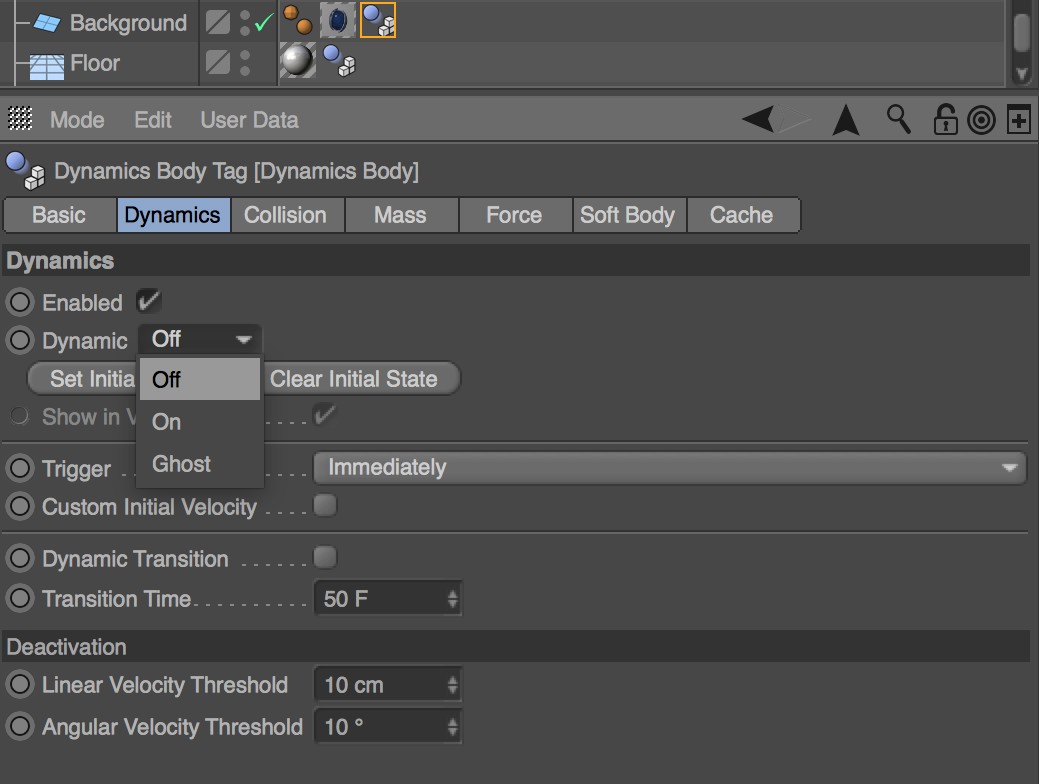 Background
Floor
Mode Edit User Data
Dynamics Body Tag [Dynamics Body]
Basic Dynamics Collision Mass Force Soft Body Cache
Dynamics
Enabled
Dynamic Off
Set Initia Off Clear Initial State
Show in V On
Ghost
Trigger Immediately
Custom Initial Velocity
Dynamic Transition
Transition Time 50 F
Deactivation
Linear Velocity Threshold 10 cm
Angular Velocity Threshold 10 °